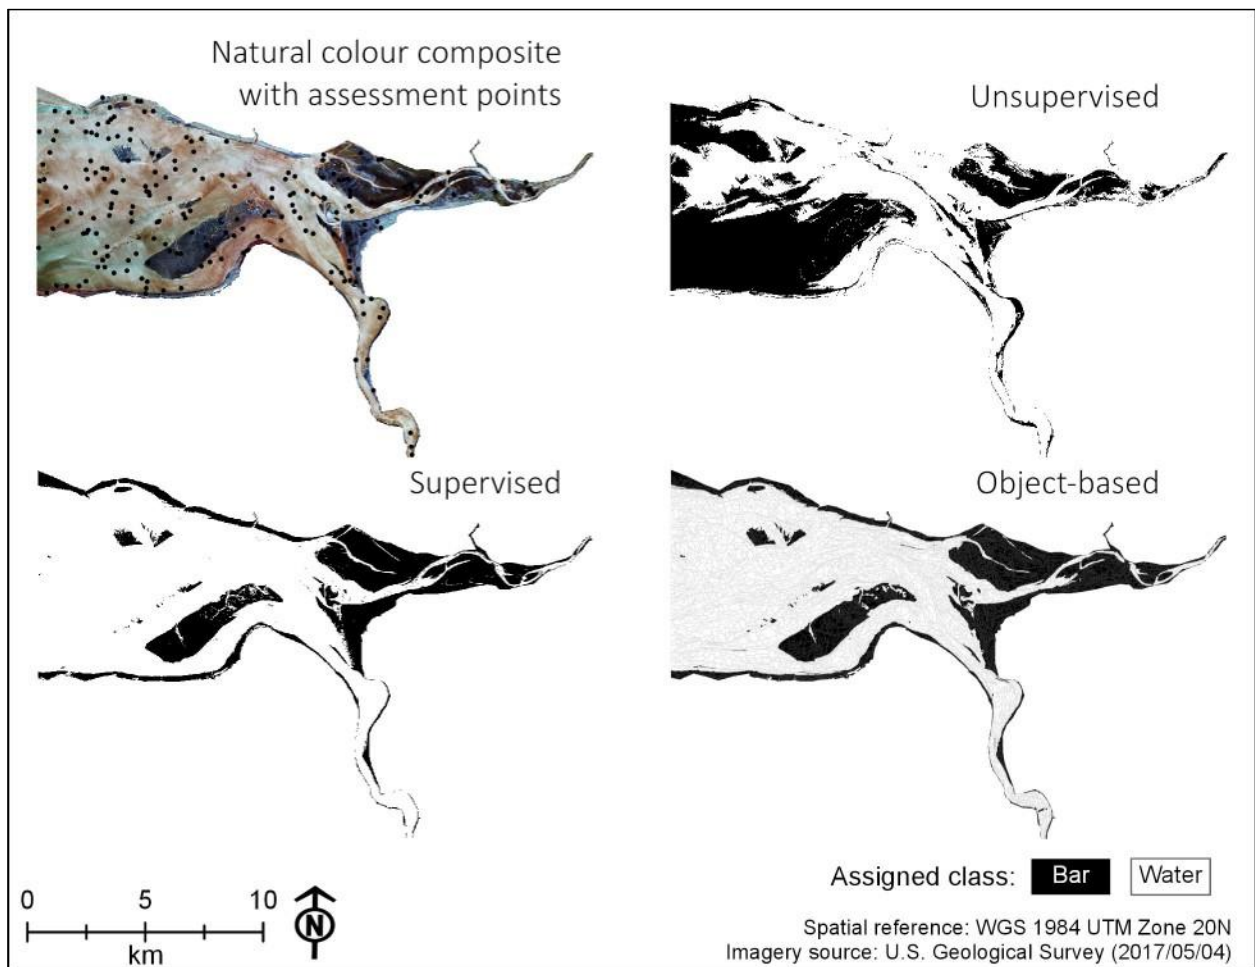 Natural colour composite
with assessment points
Unsupervised
Supervised
Object-based
Assigned class: Bar Water
0 5 10
km
N
Spatial reference: WGS 1984 UTM Zone 20N
Imagery source: U.S. Geological Survey (2017/05/04)